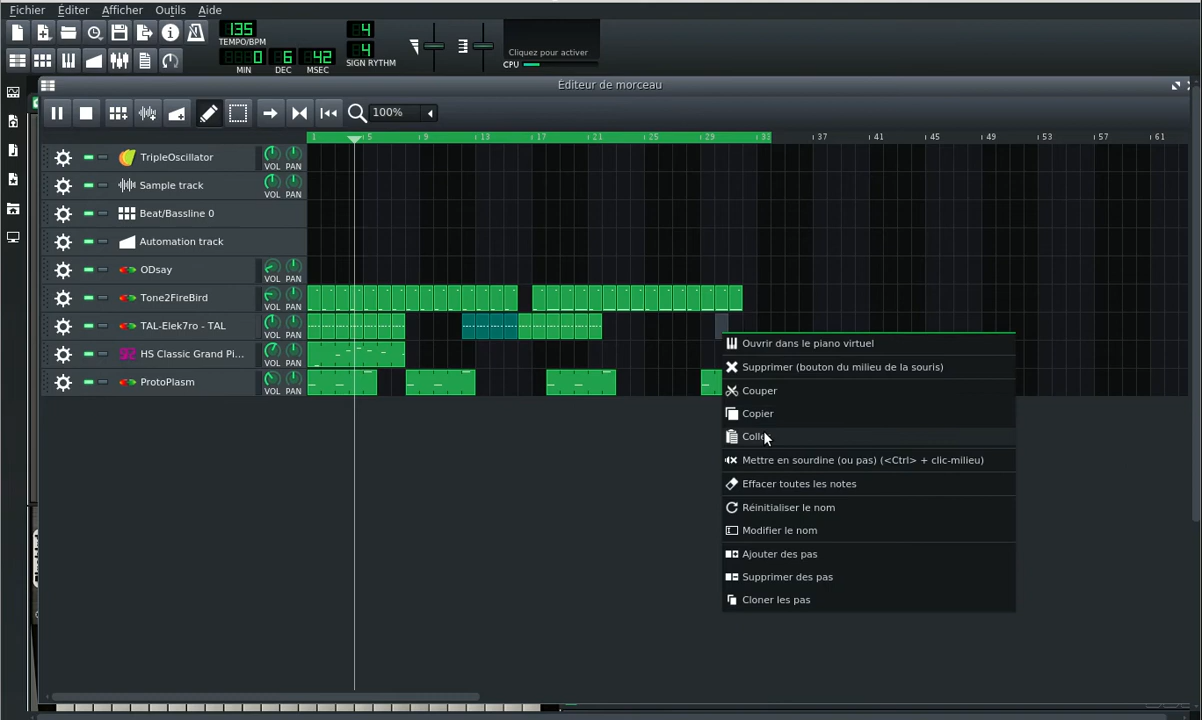 Fichier Éditer Afficher Outils Aide
135
TEMPO/BPM
4
4
SIGN RYTHM
0 6 42
MIN DEC MSEC
Cliquez pour activer
CPU
Éditeur de morceau
100%
1 5 9 13 17 21 25 29 33 37 41 45 49 53 57 61
TripleOscillator VOL PAN
Sample track VOL PAN
Beat/Bassline 0
Automation track
ODsay VOL PAN
Tone2FireBird VOL PAN
TAL-Elek7ro - TAL VOL PAN
HS Classic Grand Pi... VOL PAN
ProtoPlasm VOL PAN
Ouvrir dans le piano virtuel
Supprimer (bouton du milieu de la souris)
Couper
Copier
Mettre en sourdine (ou pas) (<Ctrl> + clic-milieu)
Effacer toutes les notes
Réinitialiser le nom
Modifier le nom
Ajouter des pas
Supprimer des pas
Cloner les pas